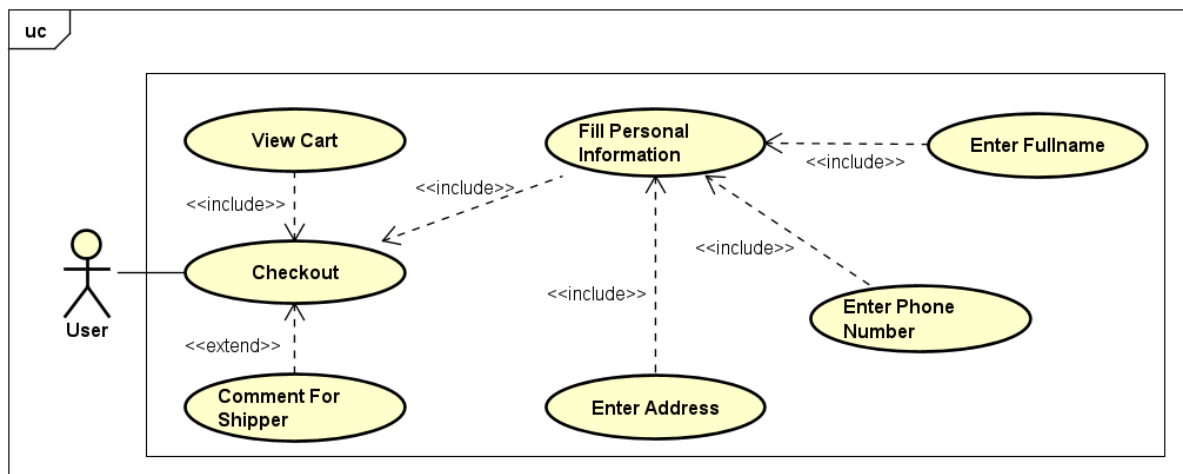 uc
View Cart
Fill Personal
Information
Enter Fullname
<<include>>
<<include>>
<<include>>
Checkout
<<include>>
User
<<include>>
Enter Phone
Number
<<extend>>
Comment For
Shipper
Enter Address